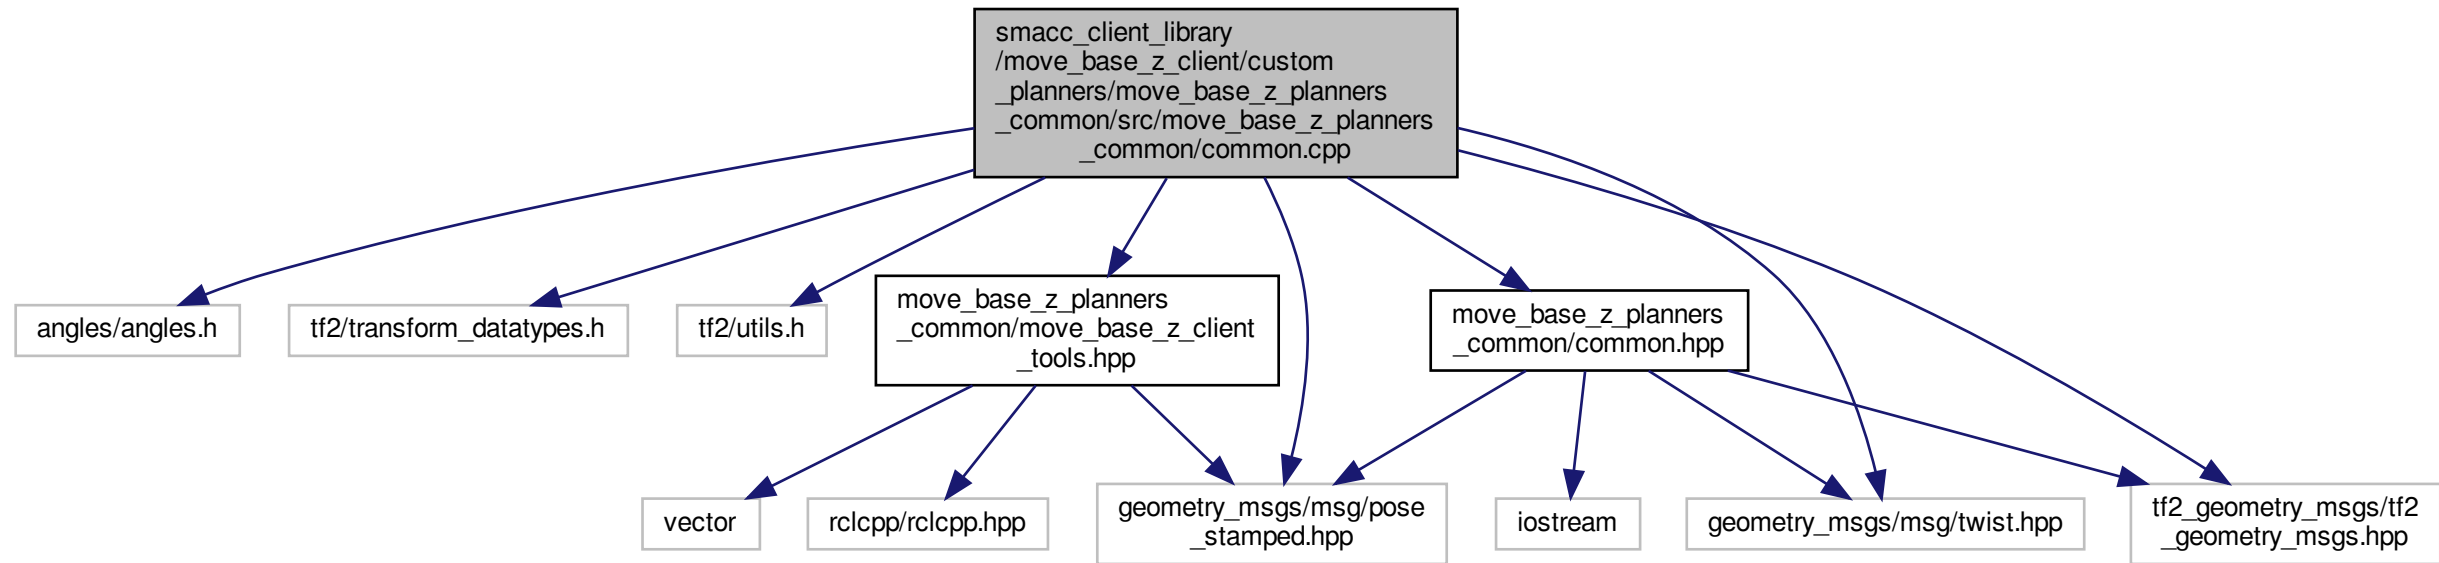 smacc_client_library
/move_base_z_client/custom
_planners/move_base_z_planners
_common/src/move_base_z_planners
_common/common.cpp
angles/angles.h
tf2/transform_datatypes.h
tf2/utils.h
move_base_z_planners
_common/move_base_z_client
_tools.hpp
move_base_z_planners
_common/common.hpp
vector
rclcpp/rclcpp.hpp
geometry_msgs/msg/pose
_stamped.hpp
iostream
geometry_msgs/msg/twist.hpp
tf2_geometry_msgs/tf2
_geometry_msgs.hpp